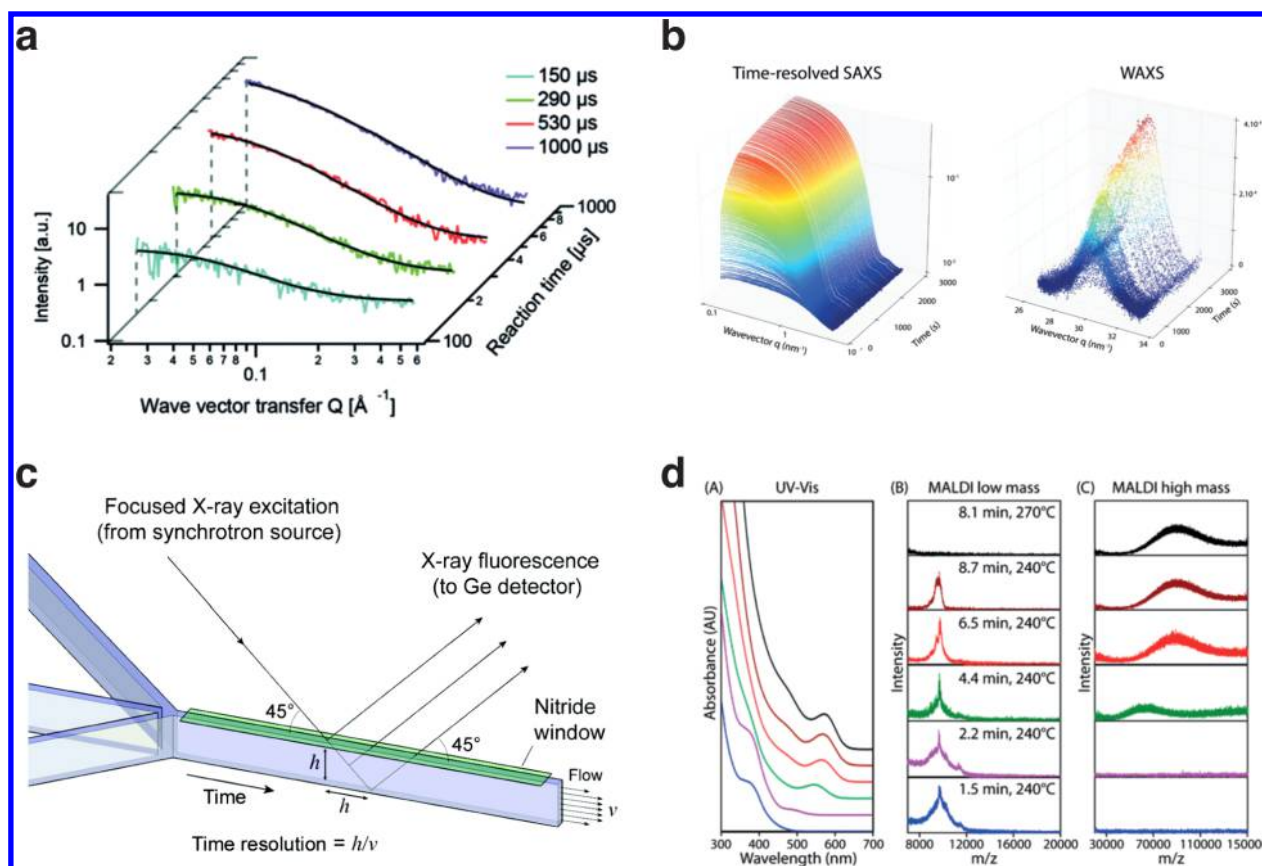 a
150 µs
290 µs
530 µs
1000 µs
Intensity [a.u.]
10
1
0.1
2 3 4 5 6 7 8 0.1 2 3 4 5 6
Wave vector transfer Q [Å⁻¹]
100 2 4 6 8 1000
Reaction time [µs]
b
Time-resolved SAXS
WAXS
0.1 1 10
Wavevector q (nm⁻¹)
0 1000 2000 3000
Time (s)
26 28 30 32 34
Wavevector q (nm⁻¹)
0 1000 2000 3000
Time (s)
0
c
Focused X-ray excitation
(from synchrotron source)
X-ray fluorescence
(to Ge detector)
45°
45°
Nitride
window
h
h
Flow
v
Time
Time resolution = h/v
d
(A) UV-Vis
Absorbance (AU)
300 400 500 600 700
Wavelength (nm)
(B) MALDI low mass
Intensity
8.1 min, 270°C
8.7 min, 240°C
6.5 min, 240°C
4.4 min, 240°C
2.2 min, 240°C
1.5 min, 240°C
8000 12000 16000 20000
m/z
(C) MALDI high mass
Intensity
30000 70000 110000 15000
m/z